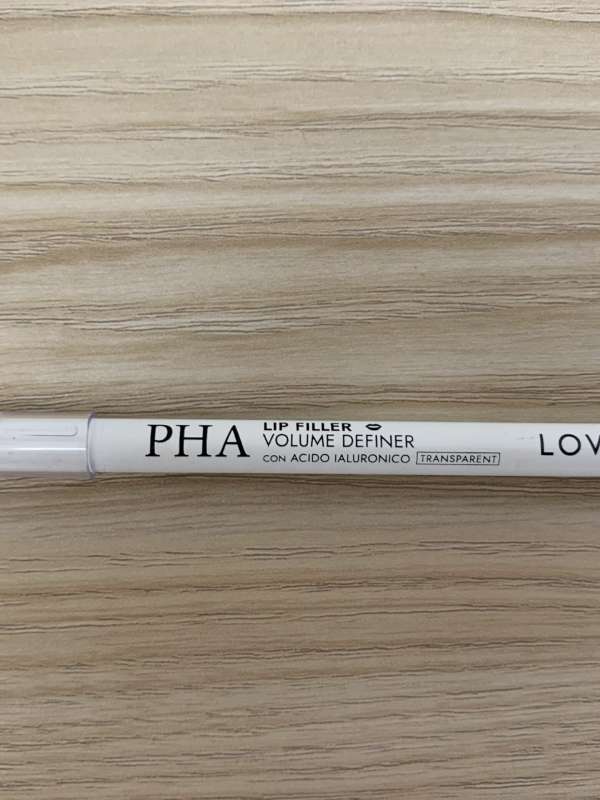 PHA
LIP FILLER
VOLUME DEFINER
CON ACIDO IALURONICO TRANSPARENT
LOV